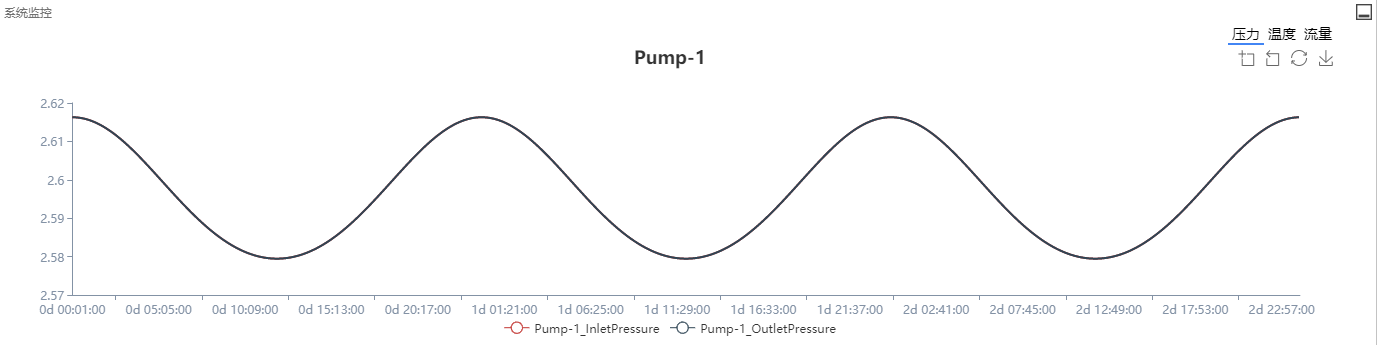 系统监控
压力 温度 流量
Pump-1
2.62
2.61
2.6
2.59
2.58
2.57
0d 00:01:00 0d 05:05:00 0d 10:09:00 0d 15:13:00 0d 20:17:00 1d 01:21:00 1d 06:25:00 1d 11:29:00 1d 16:33:00 1d 21:37:00 2d 02:41:00 2d 07:45:00 2d 12:49:00 2d 17:53:00 2d 22:57:00
Pump-1_InletPressure Pump-1_OutletPressure